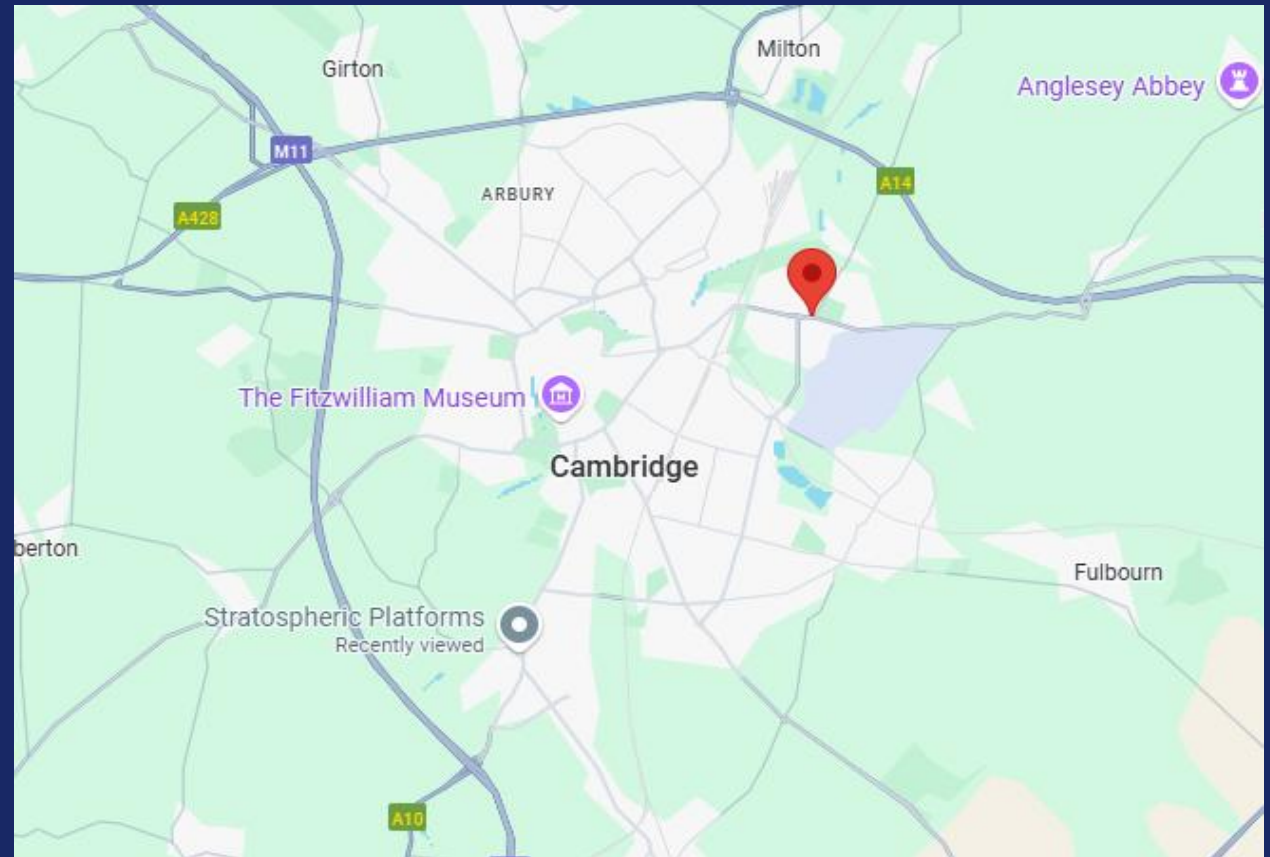 Milton
Girton
Anglesey Abbey
M11
A14
ARBURY
A428
The Fitzwilliam Museum
Cambridge
berton
Fulbourn
Stratospheric Platforms
Recently viewed
A10